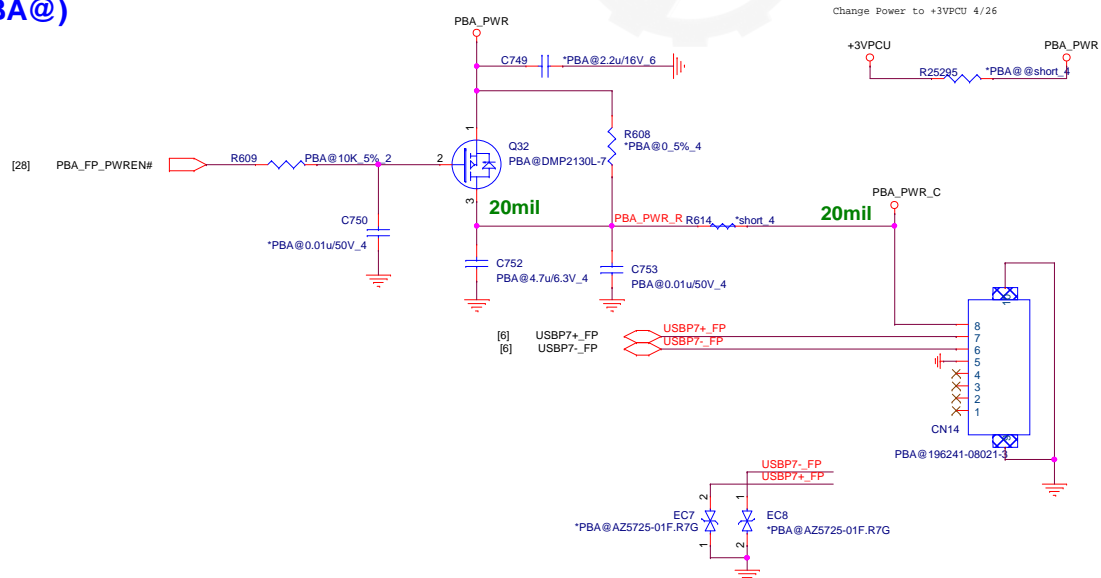 BA@)
Change Power to +3VPCU 4/26
PBA_PWR
+3VPCU
PBA_PWR
C749
*PBA@2.2u/16V_6
R25295
*PBA@@short_4
1
R608
*PBA@0_5%_4
Q32
PBA@DMP2130L-7
[28]
PBA_FP_PWREN#
R609
PBA@10K_5%_2
2
3
20mil
PBA_PWR_C
C750
*PBA@0.01u/50V_4
PBA_PWR_R
R614
*short_4
20mil
C752
PBA@4.7u/6.3V_4
C753
PBA@0.01u/50V_4
[6]
USBP7+_FP
USBP7+_FP
[6]
USBP7-_FP
USBP7-_FP
8
7
6
5
4
3
2
1
CN14
PBA@196241-08021-3
USBP7-_FP
USBP7+_FP
2
1
EC7
*PBA@AZ5725-01F.R7G
EC8
*PBA@AZ5725-01F.R7G
1
2